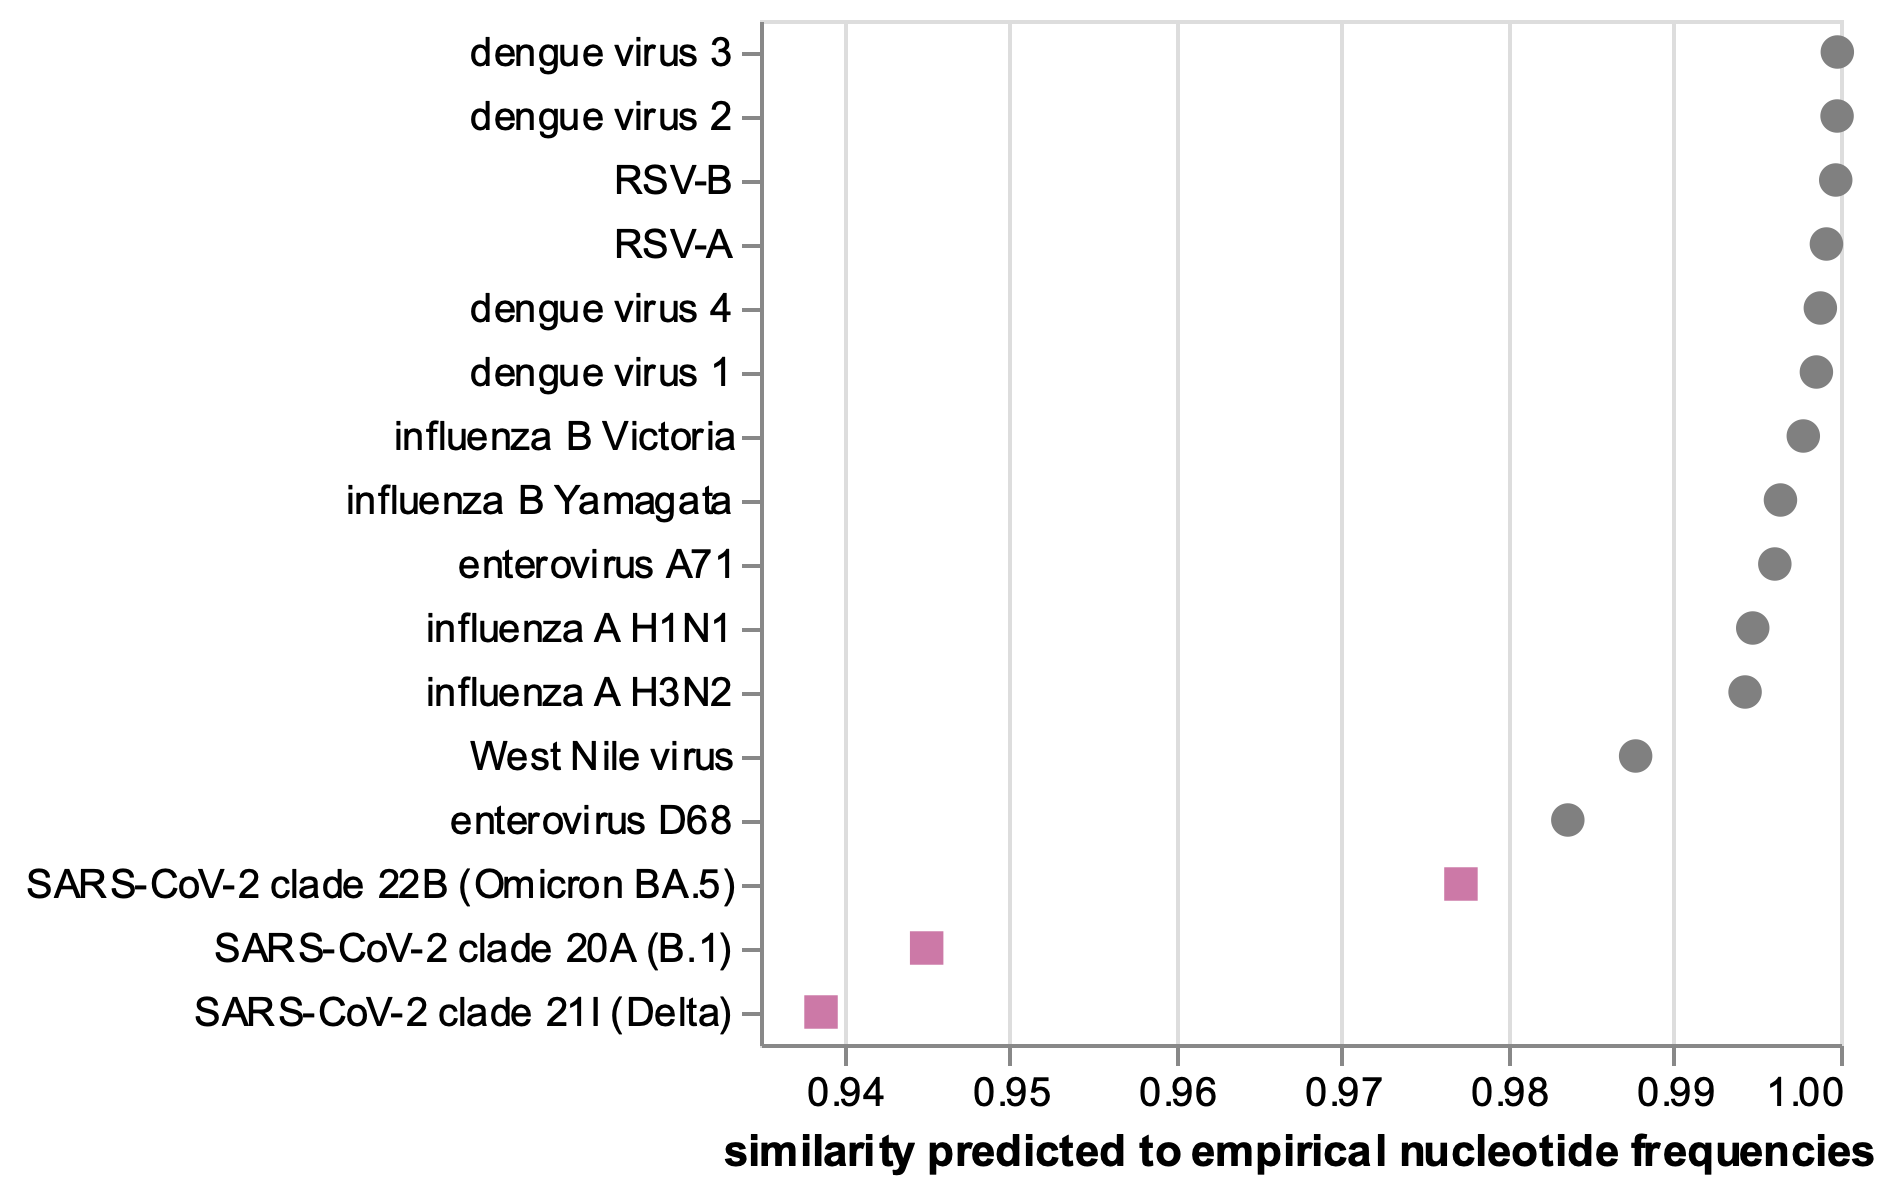 dengue virus 3
dengue virus 2
RSV-B
RSV-A
dengue virus 4
dengue virus 1
influenza B Victoria
influenza B Yamagata
enterovirus A71
influenza A H1N1
influenza A H3N2
West Nile virus
enterovirus D68
SARS-CoV-2 clade 22B (Omicron BA.5)
SARS-CoV-2 clade 20A (B.1)
SARS-CoV-2 clade 21I (Delta)
0.94 0.95 0.96 0.97 0.98 0.99 1.00
similarity predicted to empirical nucleotide frequencies